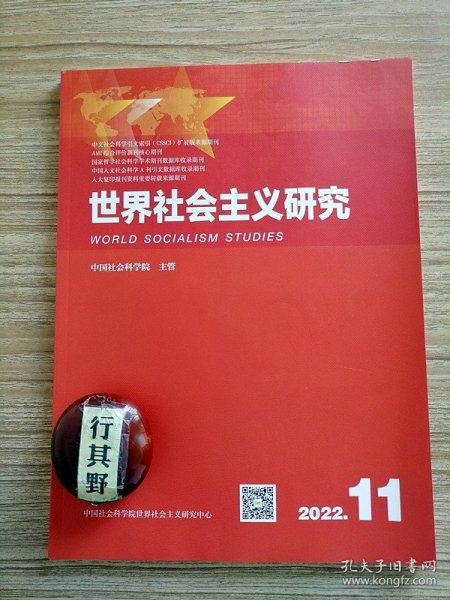 中文社会科学引文索引（CSSCI）扩展版来源期刊
AMI综合评价新刊核心期刊
国家哲学社会科学学术期刊数据库收录期刊
中国人文社会科学A刊引文数据库收录期刊
人大复印报刊资料重要转载来源期刊
世界社会主义研究
WORLD SOCIALISM STUDIES
中国社会科学院 主管
行其野
中国社会科学院世界社会主义研究中心
2022.11
孔夫子旧书网
www.kongfz.com